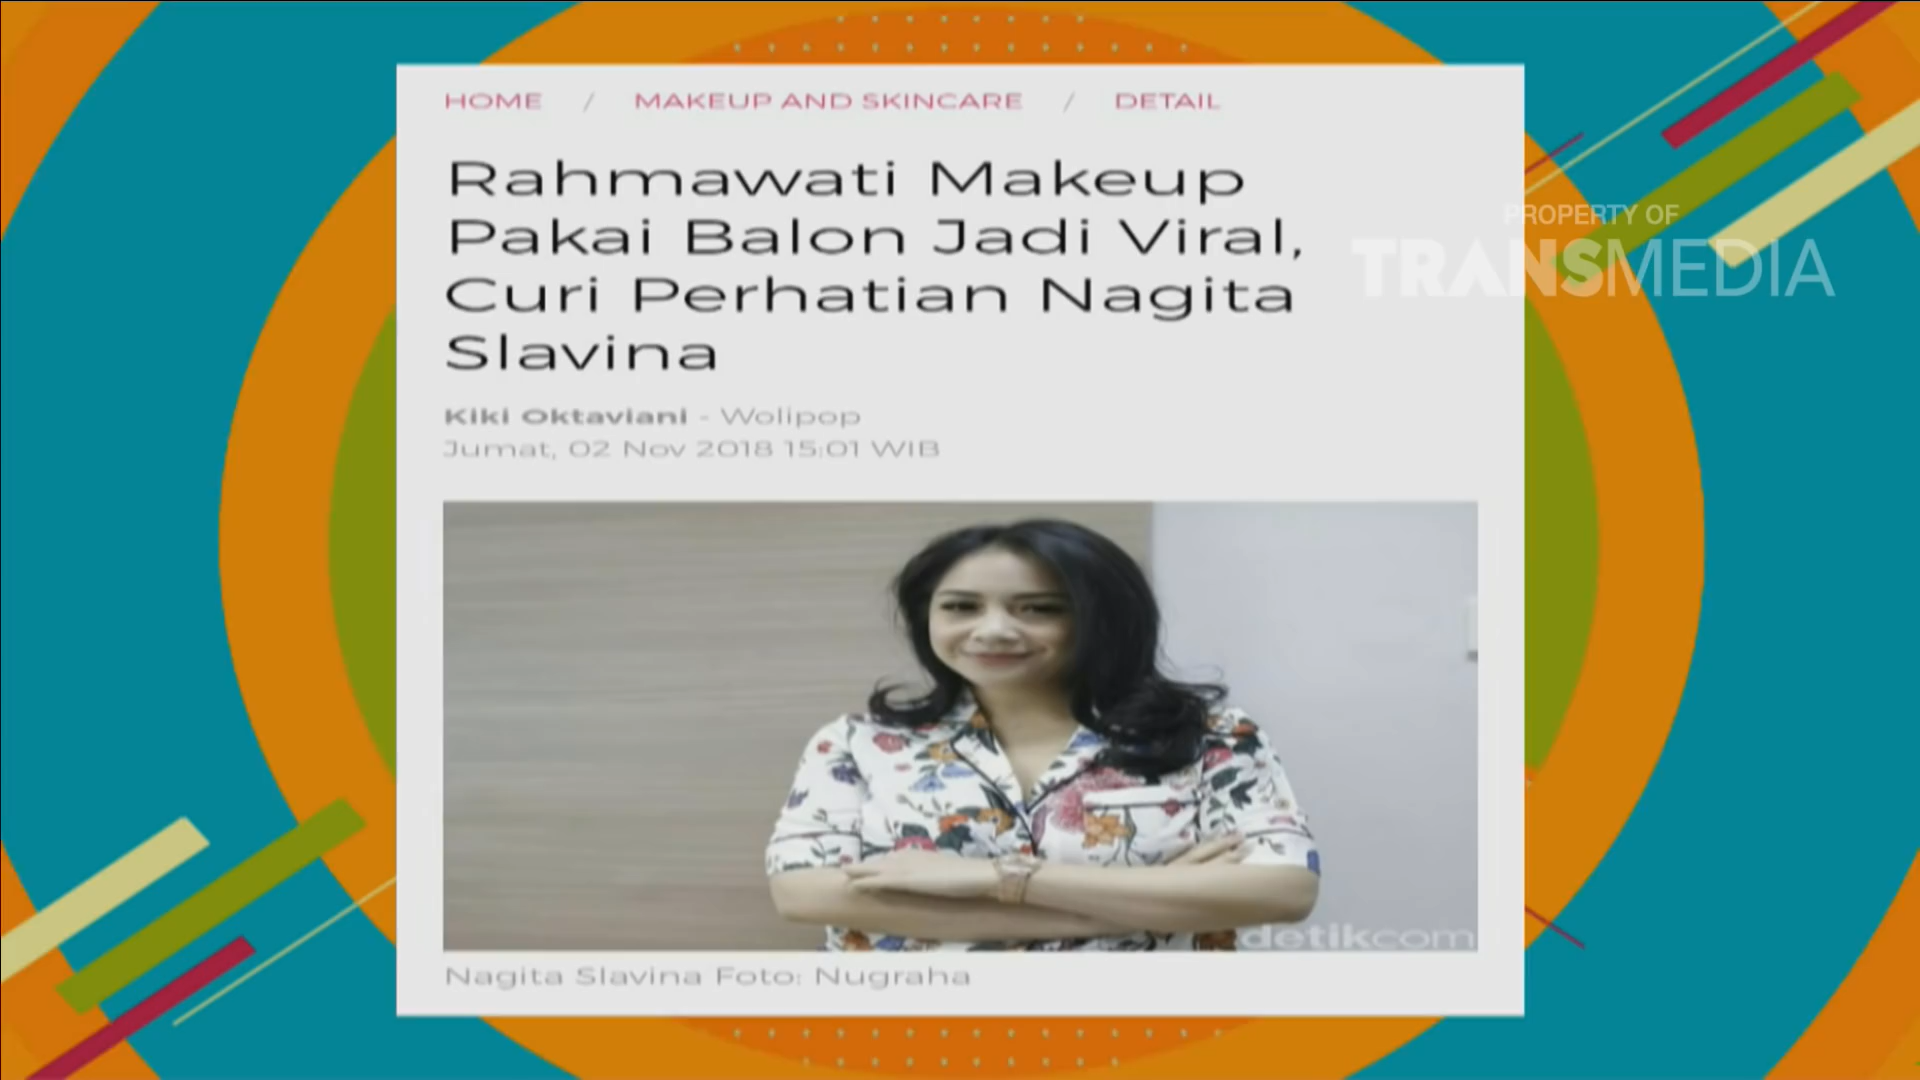 HOME / MAKEUP AND SKINCARE / DETAIL
Rahmawati Makeup
Pakai Balon Jadi Viral,
Curi Perhatian Nagita
Slavina
Kiki Oktaviani - Wolipop
Jumat, 02 Nov 2018 15:01 WIB
PROPERTY OF
TRANSMEDIA
detikcom
Nagita Slavina Foto: Nugraha